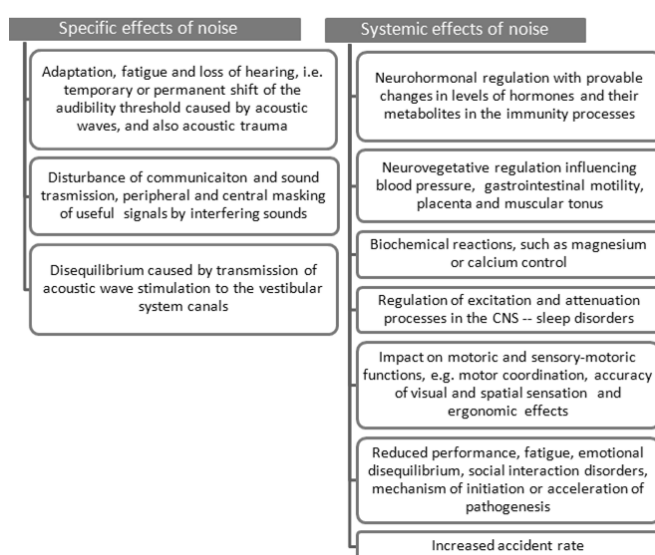 Specific effects of noise
Adaptation, fatigue and loss of hearing, i.e.
temporary or permanent shift of the
audibility threshold caused by acoustic
waves, and also acoustic trauma
Disturbance of communicaiton and sound
trasmission, peripheral and central masking
of useful signals by interfering sounds
Disequilibrium caused by transmission of
acoustic wave stimulation to the vestibular
system canals
Systemic effects of noise
Neurohormonal regulation with provable
changes in levels of hormones and their
metabolites in the immunity processes
Neurovegetative regulation influencing
blood pressure, gastrointestinal motility,
placenta and muscular tonus
Biochemical reactions, such as magnesium
or calcium control
Regulation of excitation and attenuation
processes in the CNS -- sleep disorders
Impact on motoric and sensory-motoric
functions, e.g. motor coordination, accuracy
of visual and spatial sensation and
ergonomic effects
Reduced performance, fatigue, emotional
disequilibrium, social interaction disorders,
mechanism of initiation or acceleration of
pathogenesis
Increased accident rate